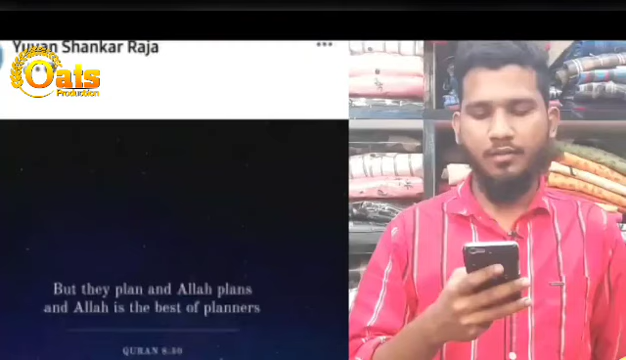 Yuvan Shankar Raja
Oats
Production
But they plan and Allah plans
and Allah is the best of planners
QURAN 8:30